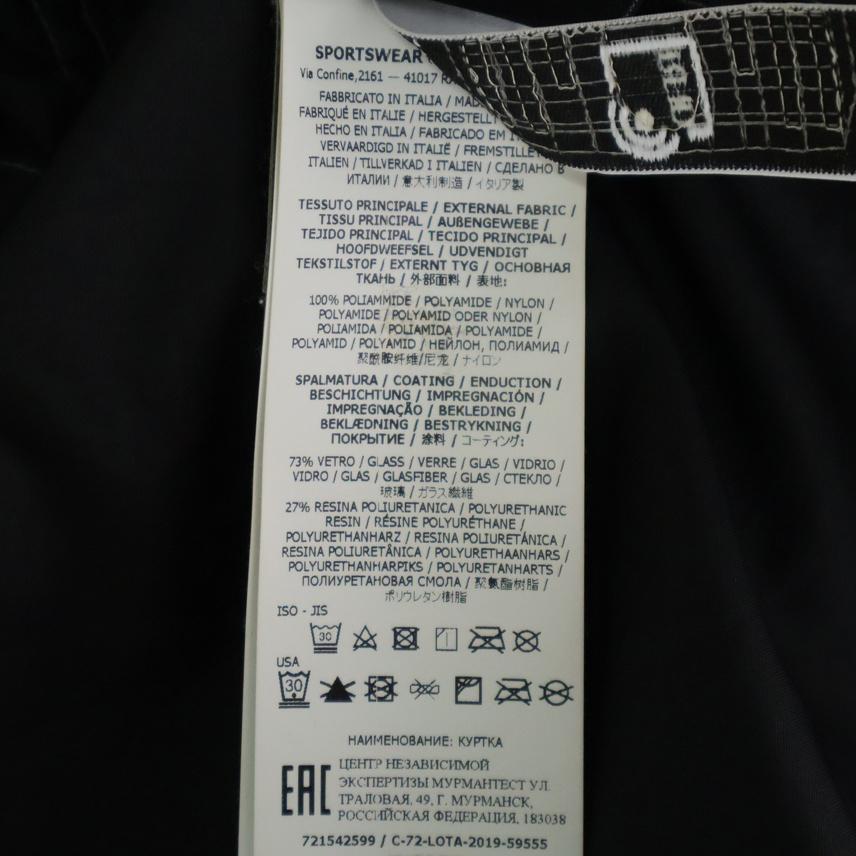 SPORTSWEAR
Via Confine,2161 — 41017
FABBRICATO IN ITALIA / MAD
FABRIQUÉ EN ITALIE / HERGESTELLT
HECHO EN ITALIA / FABRICADO EM I
VERVAARDIGD IN ITALIË / FREMSTILLET
ITALIEN / TILLVERKAD I ITALIEN / СДЕЛАНО В
ИТАЛИИ / 意大利制造 / イタリア製
TESSUTO PRINCIPALE / EXTERNAL FABRIC /
TISSU PRINCIPAL / AUßENGEWEBE /
TEJIDO PRINCIPAL / TECIDO PRINCIPAL /
HOOFDWEEFSEL / UDVENDIGT
TEKSTILSTOF / EXTERNT TYG / ОСНОВНАЯ
ТКАНЬ / 外部面料 / 表地:
100% POLIAMMIDE / POLYAMIDE / NYLON /
POLYAMIDE / POLYAMID ODER NYLON /
POLIAMIDA / POLIAMIDA / POLYAMIDE /
POLYAMID / POLYAMID / НЕЙЛОН, ПОЛИАМИД /
聚酰胺纤维/尼龙 / ナイロン
SPALMATURA / COATING / ENDUCTION /
BESCHICHTUNG / IMPREGNACIÓN /
IMPREGNAÇÃO / BEKLEDING /
BEKLÆDNING / BESTRYKNING /
ПОКРЫТИЕ / 涂料 / コーティング:
73% VETRO / GLASS / VERRE / GLAS / VIDRIO /
VIDRO / GLAS / GLASFIBER / GLAS / СТЕКЛО /
玻璃 / ガラス繊維
27% RESINA POLIURETANICA / POLYURETHANIC
RESIN / RÉSINE POLYURÉTHANE /
POLYURETHANHARZ / RESINA POLIURETÁNICA /
RESINA POLIURETÂNICA / POLYURETHAANHARS /
POLYURETHANHARPIKS / POLYURETANHARTS /
ПОЛИУРЕТАНОВАЯ СМОЛА / 聚氨酯树脂 /
ポリウレタン樹脂
ISO - JIS
30
USA
30
НАИМЕНОВАНИЕ: КУРТКА
EAC
ЦЕНТР НЕЗАВИСИМОЙ
ЭКСПЕРТИЗЫ МУРМАНТЕСТ УЛ.
ТРАЛОВАЯ, 49, Г. МУРМАНСК,
РОССИЙСКАЯ ФЕДЕРАЦИЯ, 183038
721542599 / C-72-LOTA-2019-59555